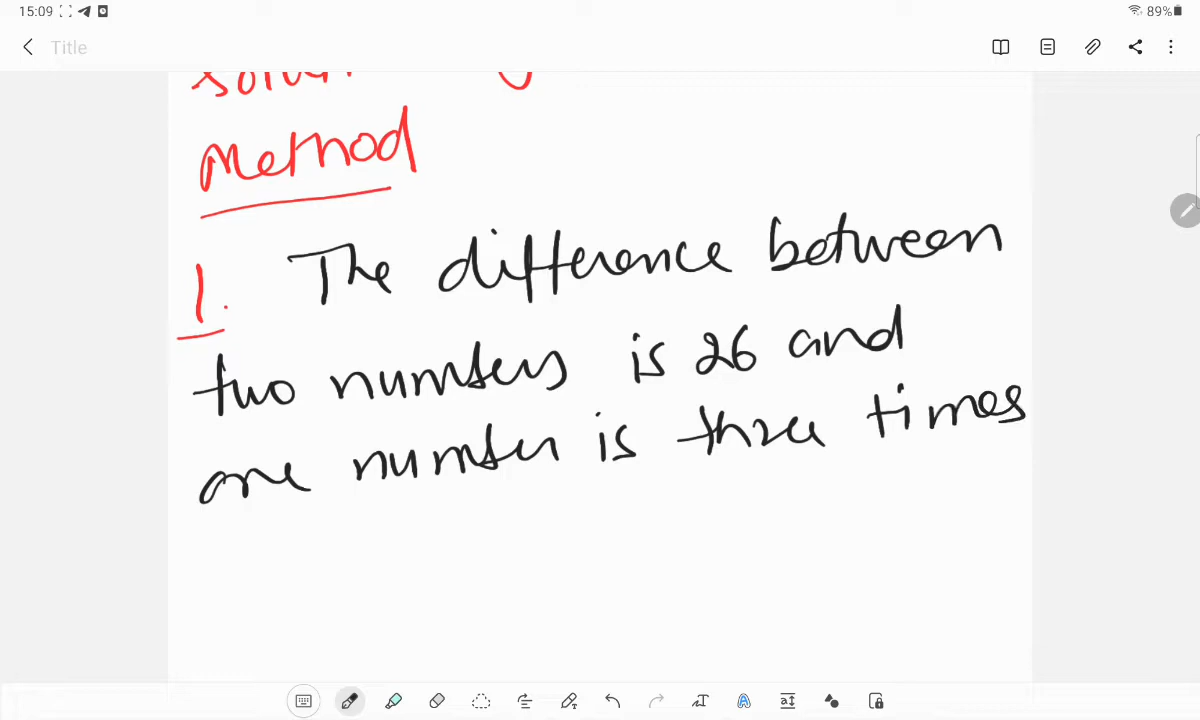 15:09 89%
Title
Method
1. The difference between
two numbers is 26 and
one number is three times